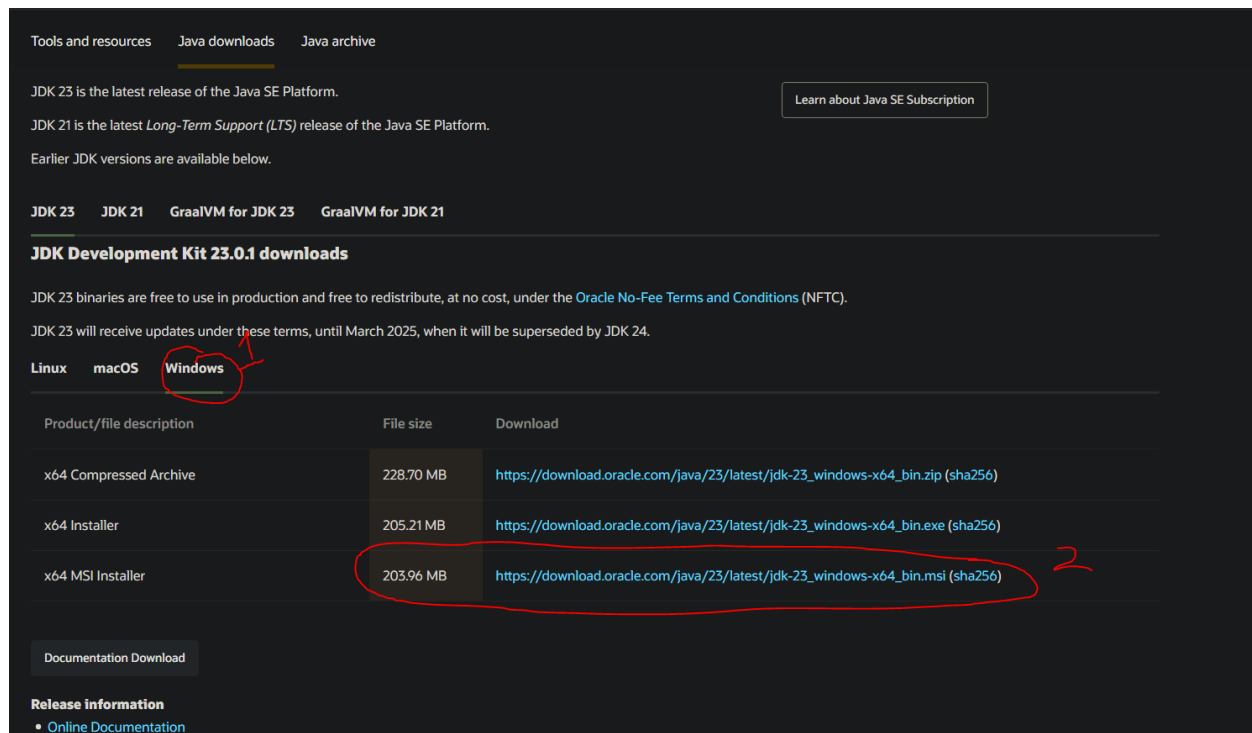 Tools and resources Java downloads Java archive
JDK 23 is the latest release of the Java SE Platform.
Learn about Java SE Subscription
JDK 21 is the latest Long-Term Support (LTS) release of the Java SE Platform.
Earlier JDK versions are available below.
JDK 23 JDK 21 GraalVM for JDK 23 GraalVM for JDK 21
JDK Development Kit 23.0.1 downloads
JDK 23 binaries are free to use in production and free to redistribute, at no cost, under the Oracle No-Fee Terms and Conditions (NFTC).
JDK 23 will receive updates under these terms, until March 2025, when it will be superseded by JDK 24.
1
Linux macOS Windows
Product/file description File size Download
x64 Compressed Archive 228.70 MB https://download.oracle.com/java/23/latest/jdk-23_windows-x64_bin.zip (sha256)
x64 Installer 205.21 MB https://download.oracle.com/java/23/latest/jdk-23_windows-x64_bin.exe (sha256)
x64 MSI Installer 203.96 MB https://download.oracle.com/java/23/latest/jdk-23_windows-x64_bin.msi (sha256) 2
Documentation Download
Release information
• Online Documentation